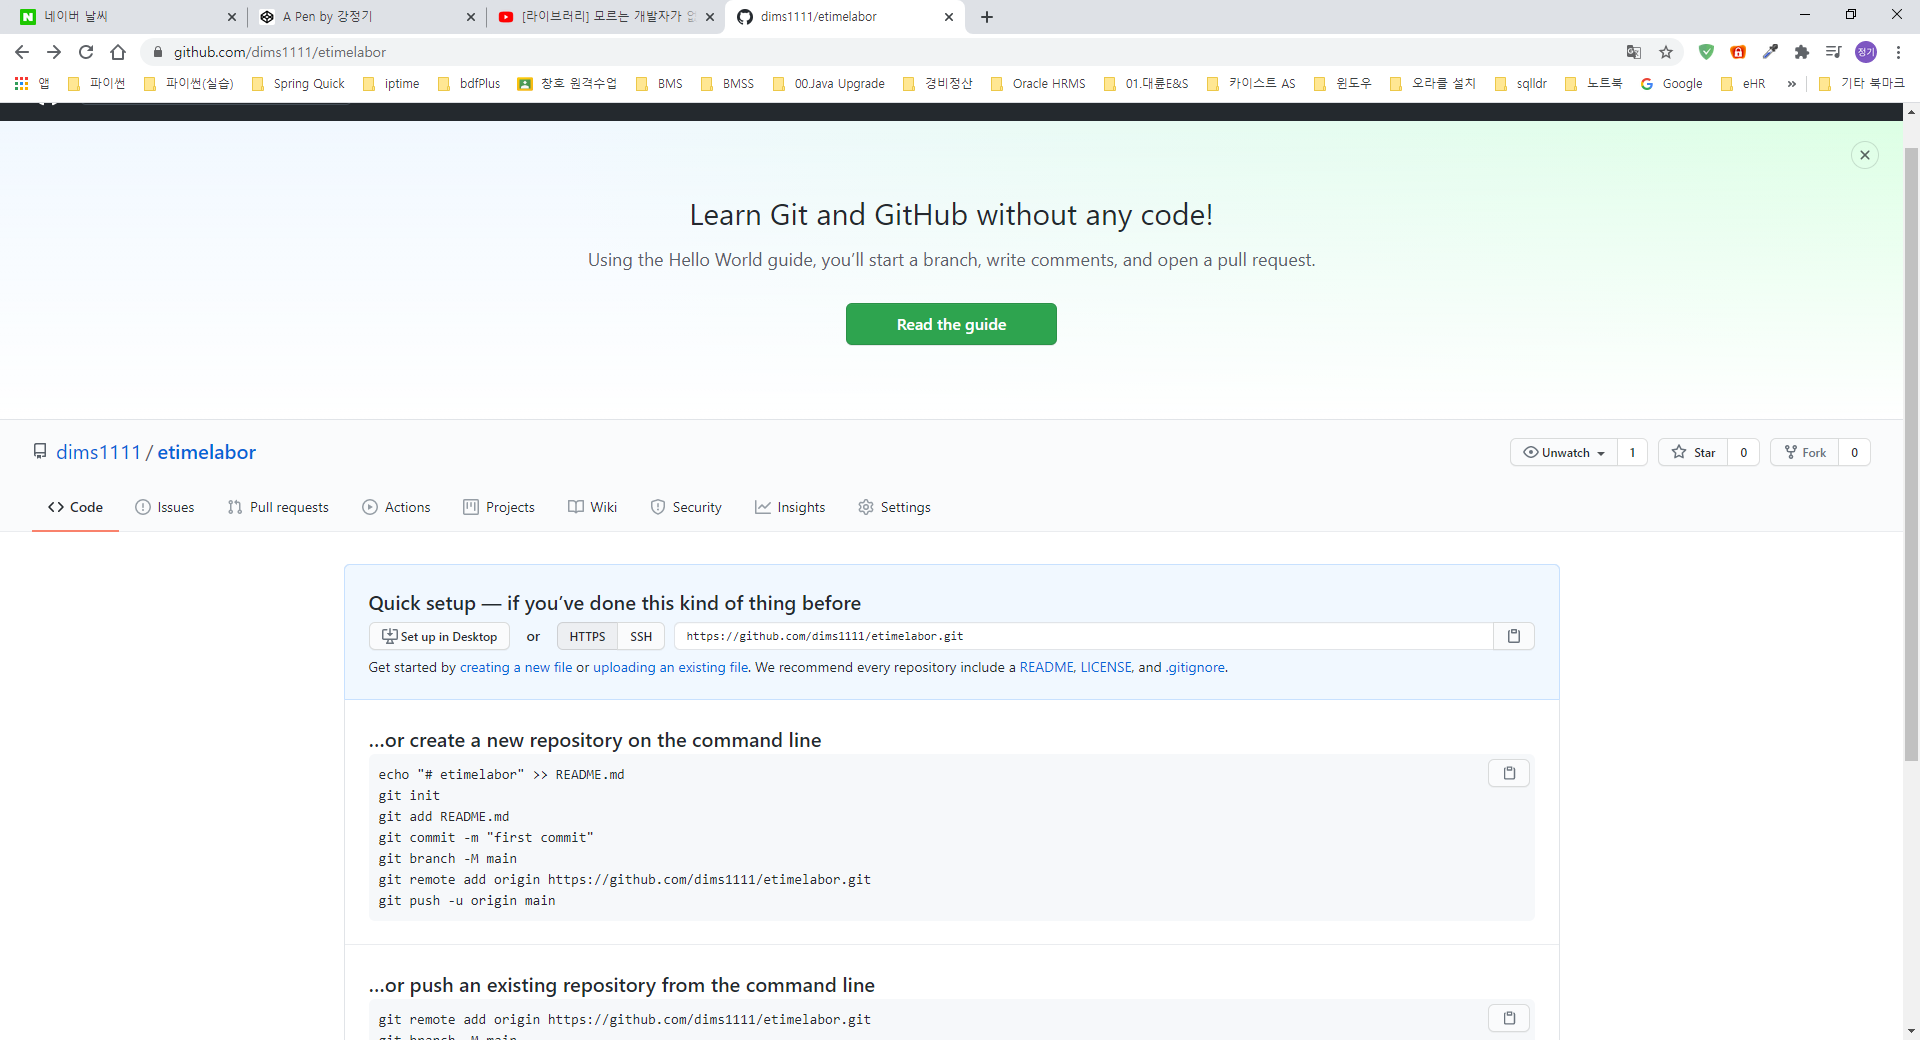 네이버 날씨
A Pen by 강정기
[라이브러리] 모르는 개발자가 없
dims1111/etimelabor
github.com/dims1111/etimelabor
정기
앱 파이썬 파이썬(실습) Spring Quick iptime bdfPlus 창호 원격수업 BMS BMSS 00.Java Upgrade 경비정산 Oracle HRMS 01.대륜E&S 카이스트 AS 윈도우 오라클 설치 sqlldr 노트북 Google eHR » 기타 북마크
Learn Git and GitHub without any code!
Using the Hello World guide, you’ll start a branch, write comments, and open a pull request.
Read the guide
dims1111 / etimelabor
Unwatch 1 Star 0 Fork 0
Code Issues Pull requests Actions Projects Wiki Security Insights Settings
Quick setup — if you’ve done this kind of thing before
Set up in Desktop or HTTPS SSH https://github.com/dims1111/etimelabor.git
Get started by creating a new file or uploading an existing file. We recommend every repository include a README, LICENSE, and .gitignore.
…or create a new repository on the command line
echo "# etimelabor" >> README.md
git init
git add README.md
git commit -m "first commit"
git branch -M main
git remote add origin https://github.com/dims1111/etimelabor.git
git push -u origin main
…or push an existing repository from the command line
git remote add origin https://github.com/dims1111/etimelabor.git
git branch -M main